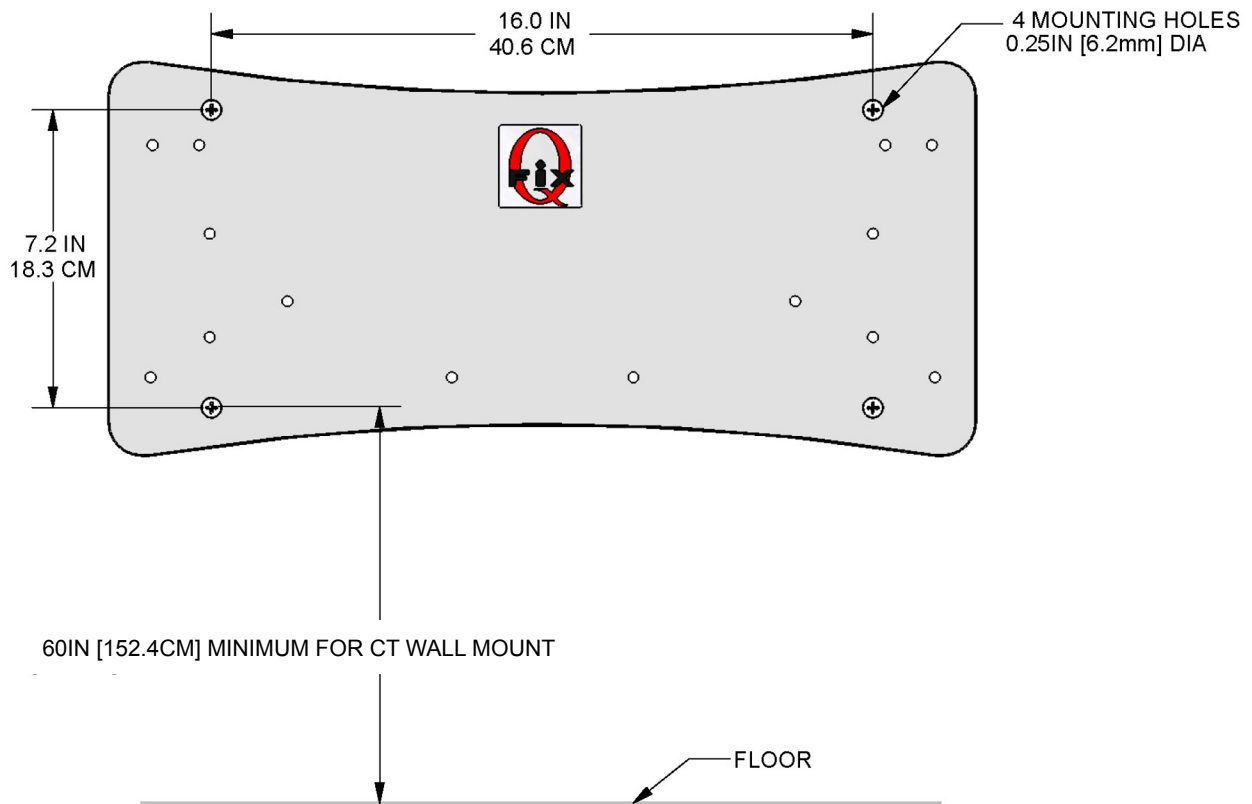 16.0 IN
40.6 CM
4 MOUNTING HOLES
0.25IN [6.2mm] DIA
Q
Fix
7.2 IN
18.3 CM
60IN [152.4CM] MINIMUM FOR CT WALL MOUNT
FLOOR